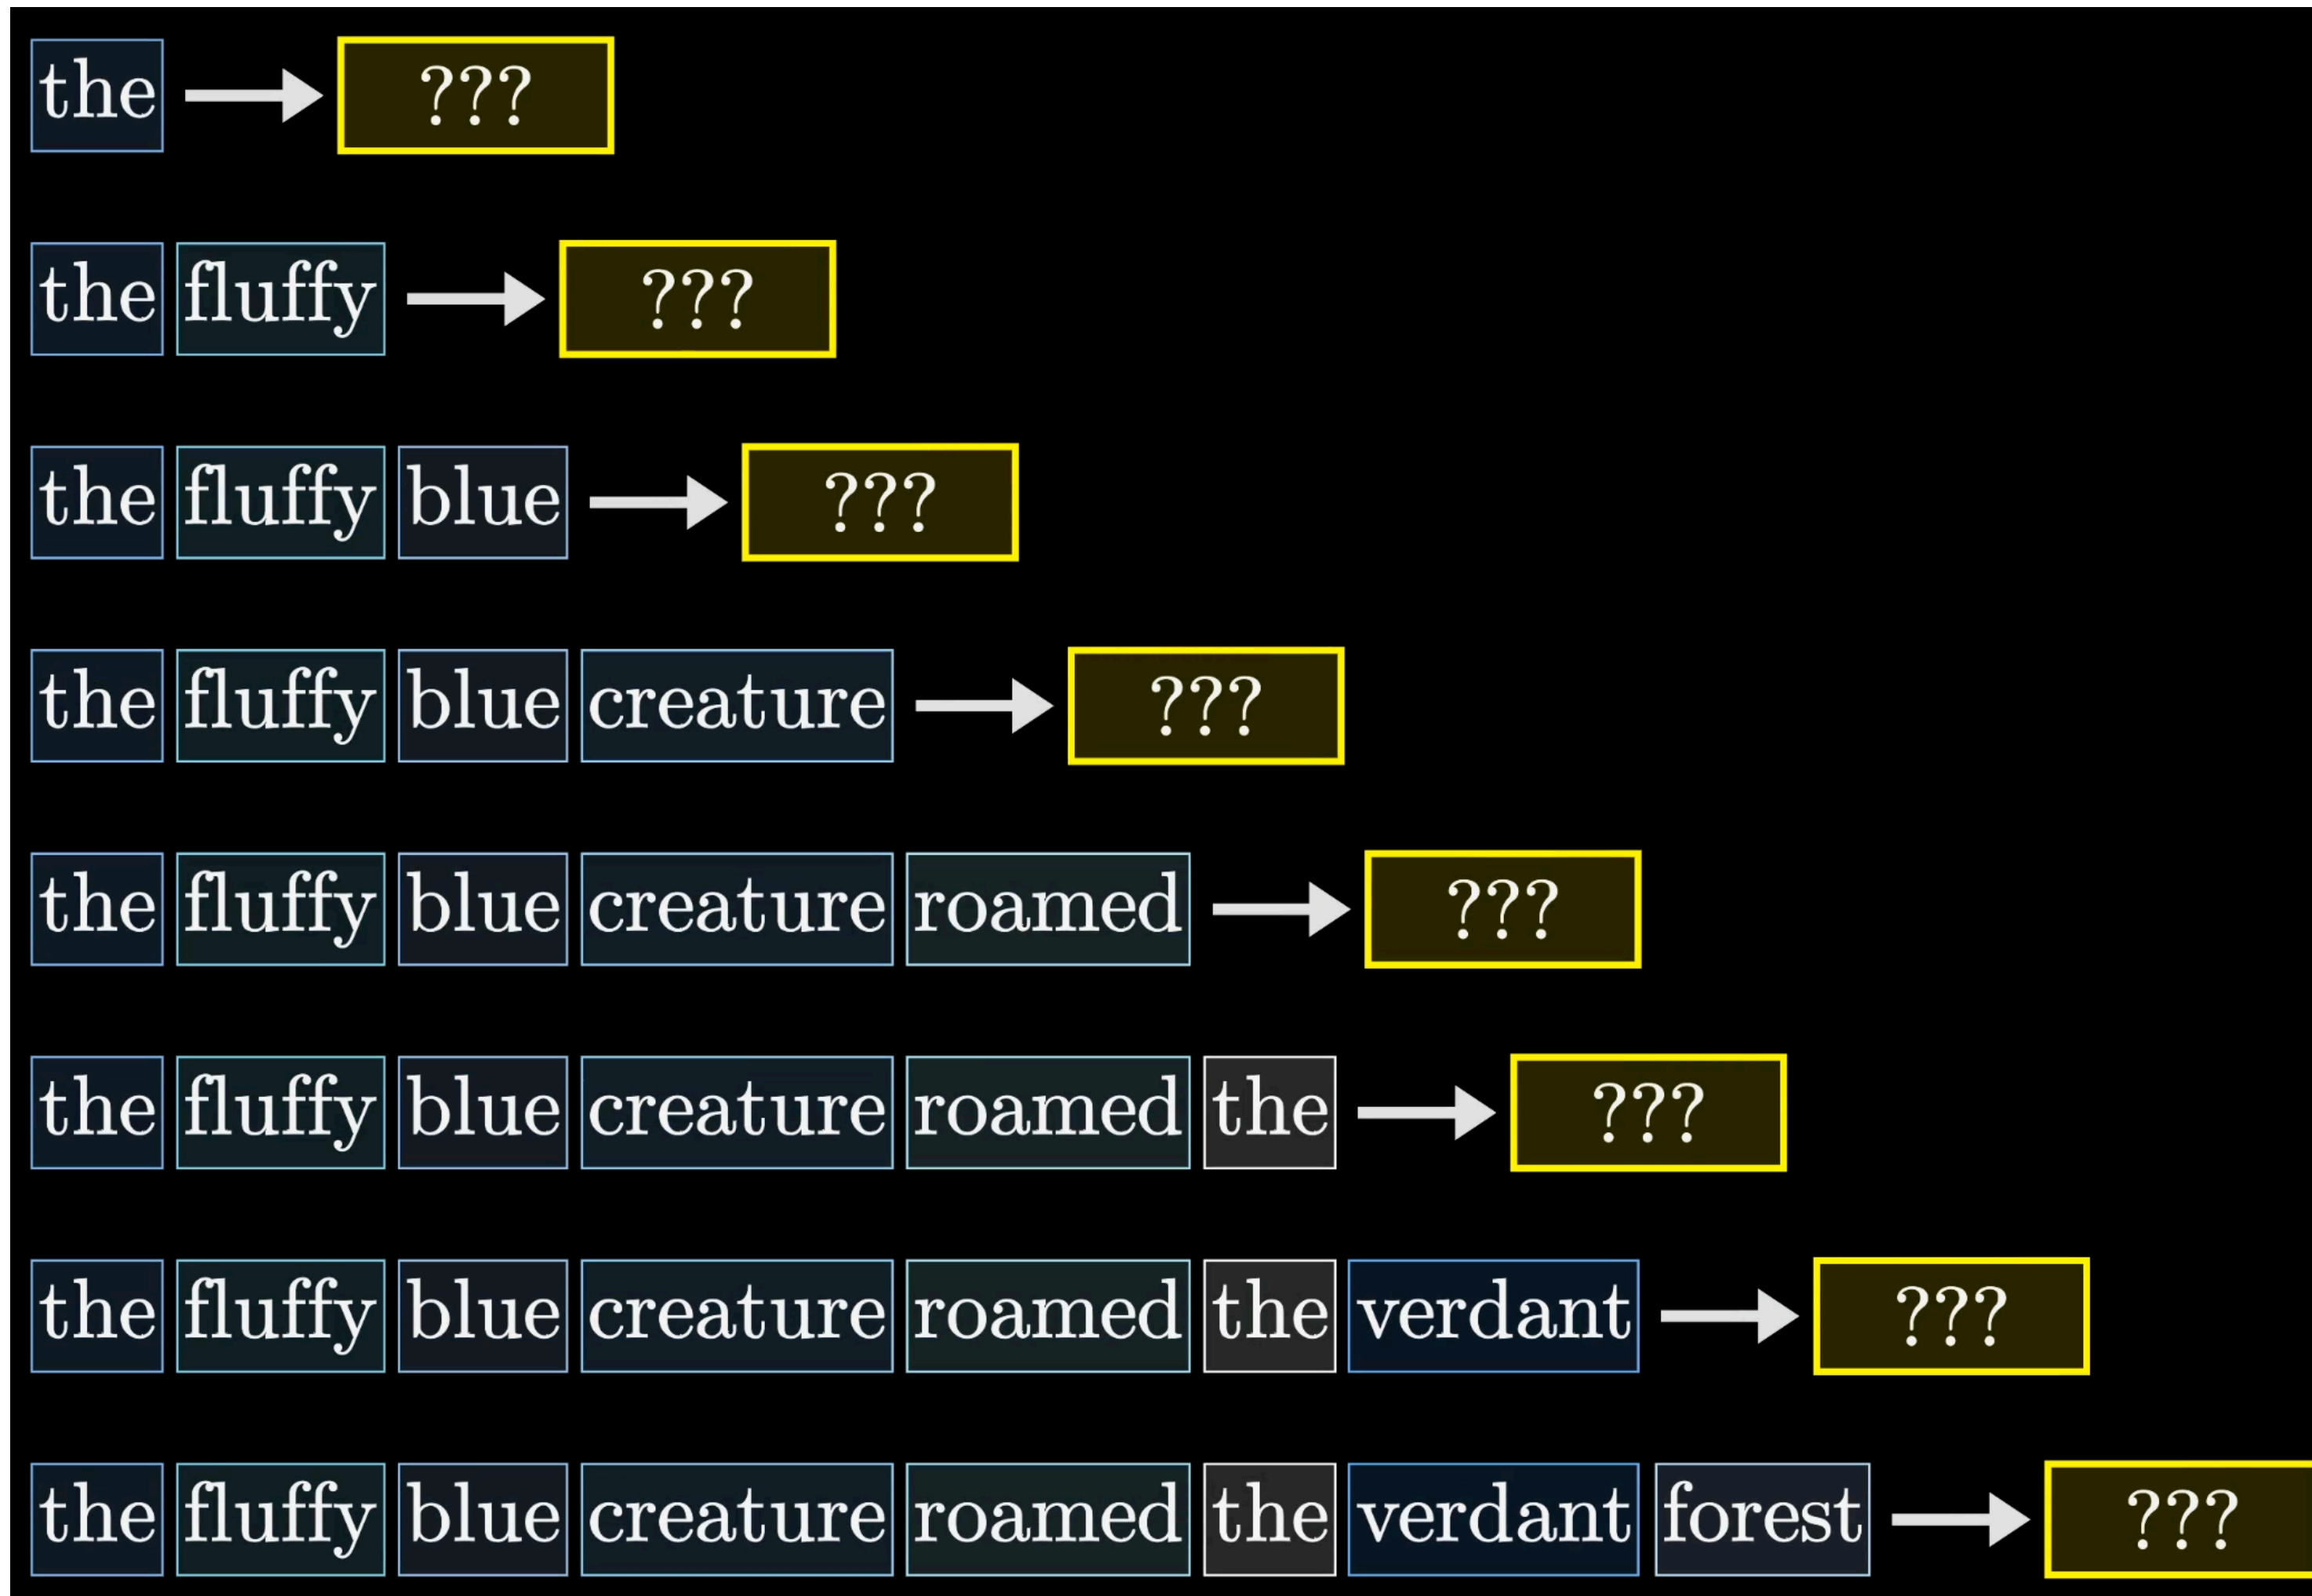 the ???
the fluffy ???
the fluffy blue ???
the fluffy blue creature ???
the fluffy blue creature roamed ???
the fluffy blue creature roamed the ???
the fluffy blue creature roamed the verdant ???
the fluffy blue creature roamed the verdant forest ???